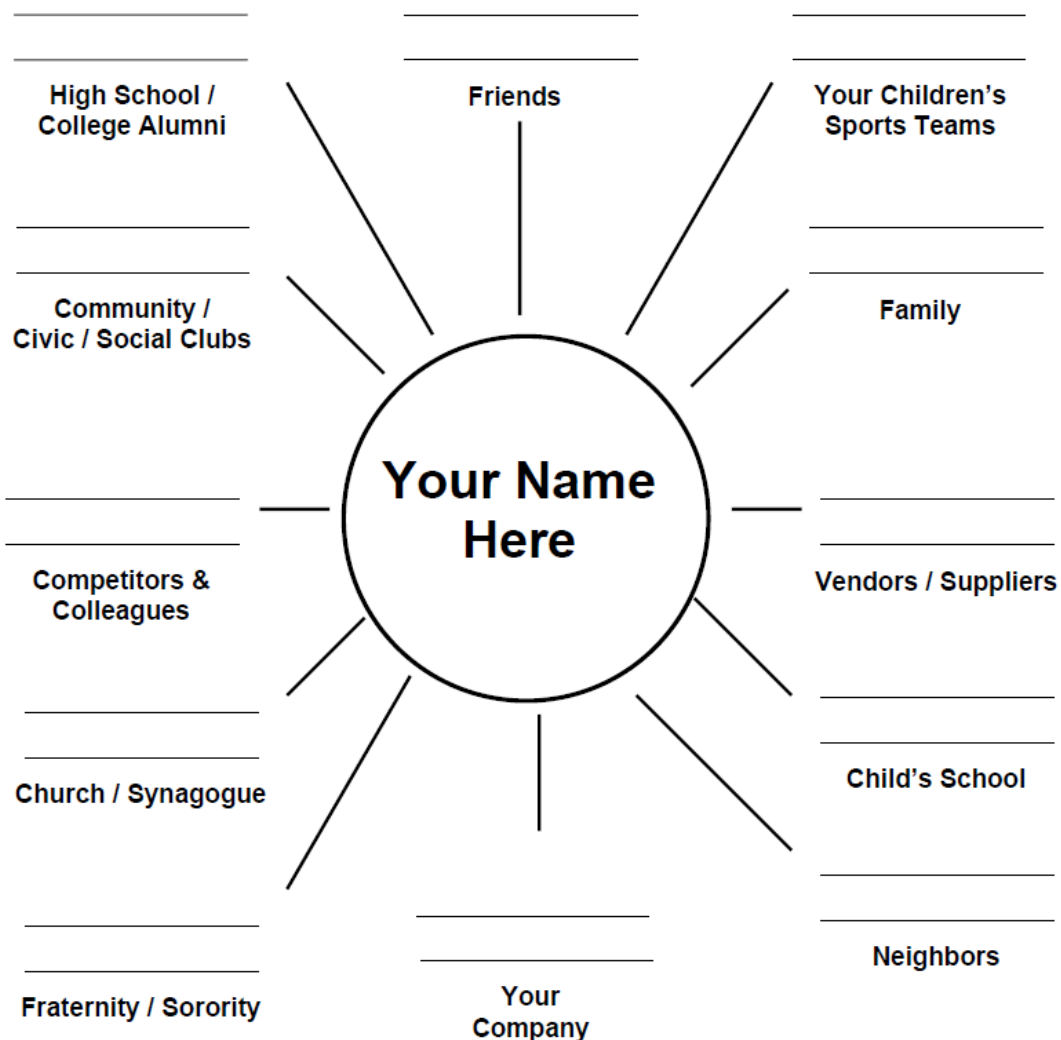 High School /
College Alumni
Friends
Your Children’s
Sports Teams
Community /
Civic / Social Clubs
Family
Your Name
Here
Competitors &
Colleagues
Vendors / Suppliers
Church / Synagogue
Child’s School
Fraternity / Sorority
Your
Company
Neighbors